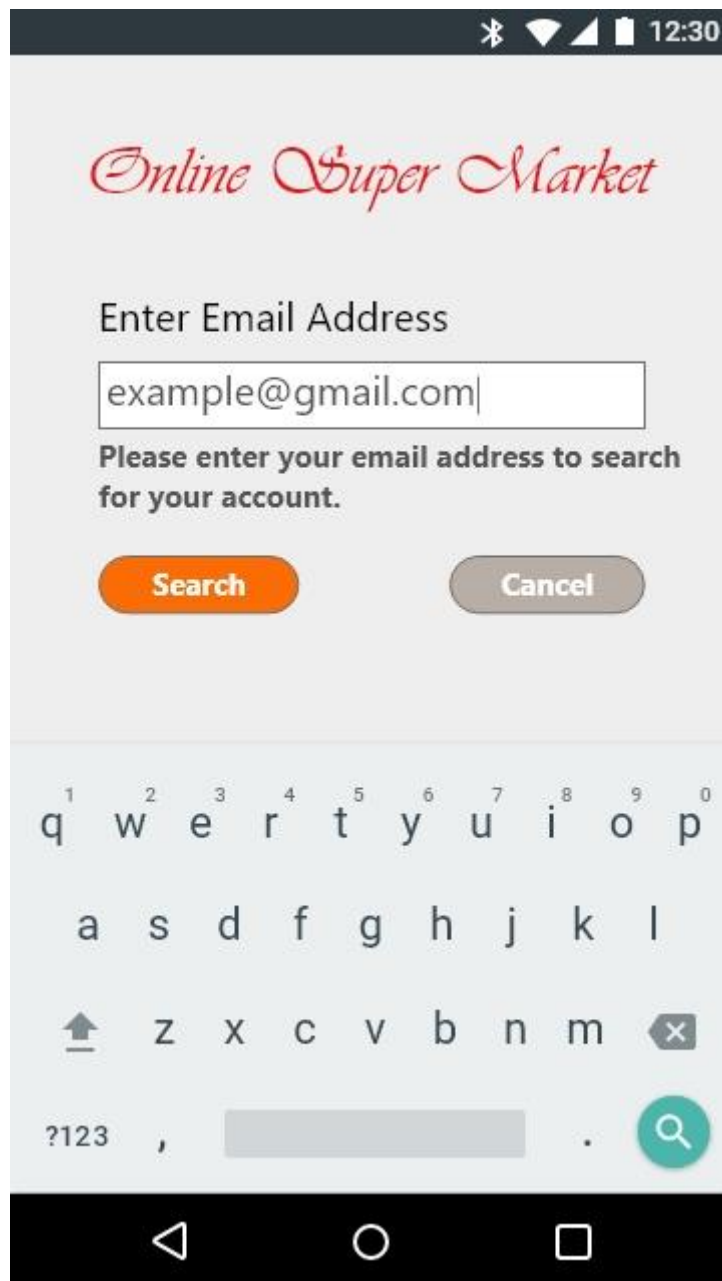 12:30
Online Super Market
Enter Email Address
example@gmail.com
Please enter your email address to search
for your account.
Search Cancel
1 2 3 4 5 6 7 8 9 0
q w e r t y u i o p
a s d f g h j k l
z x c v b n m
?123 , .